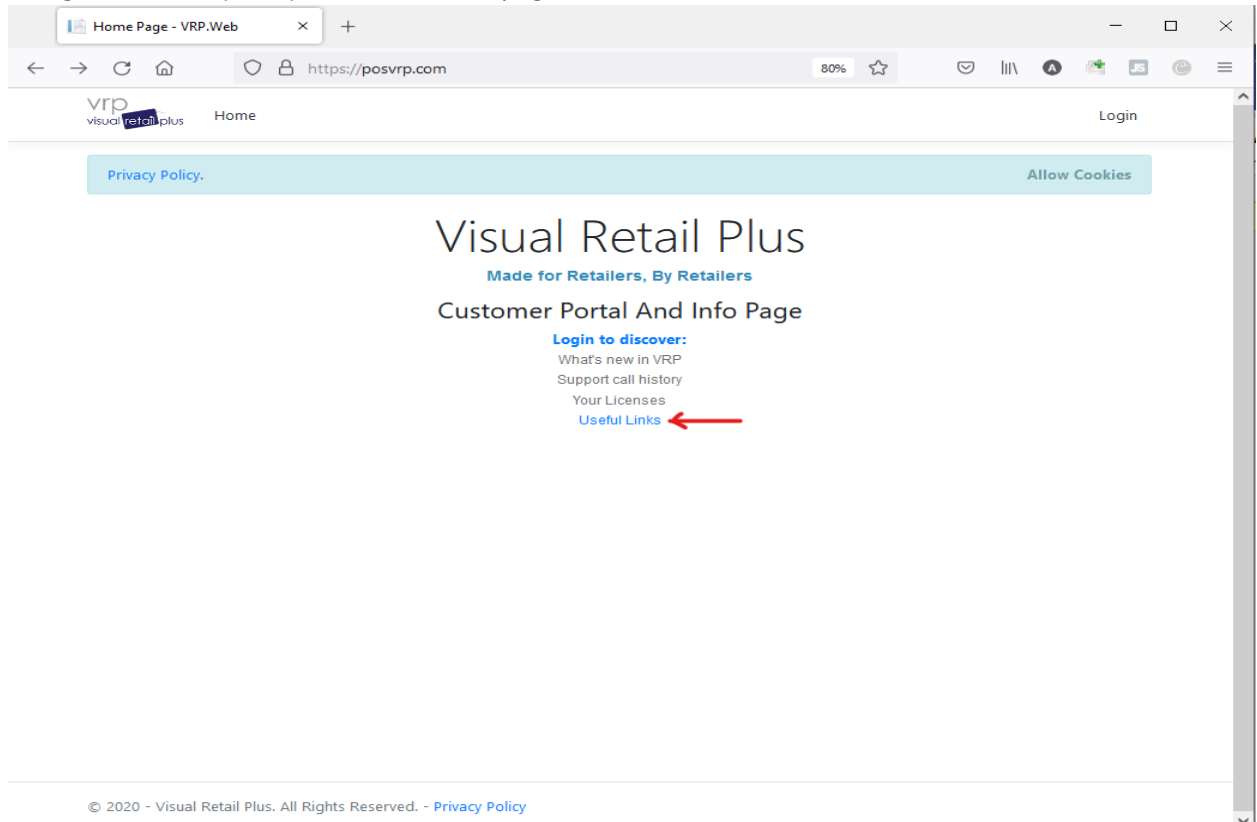 Home Page - VRP.Web
https://posvrp.com
80%
A
JS
vrp
visual retail plus
Home
Login
Privacy Policy.
Allow Cookies
Visual Retail Plus
Made for Retailers, By Retailers
Customer Portal And Info Page
Login to discover:
What's new in VRP
Support call history
Your Licenses
Useful Links
© 2020 - Visual Retail Plus. All Rights Reserved. - Privacy Policy